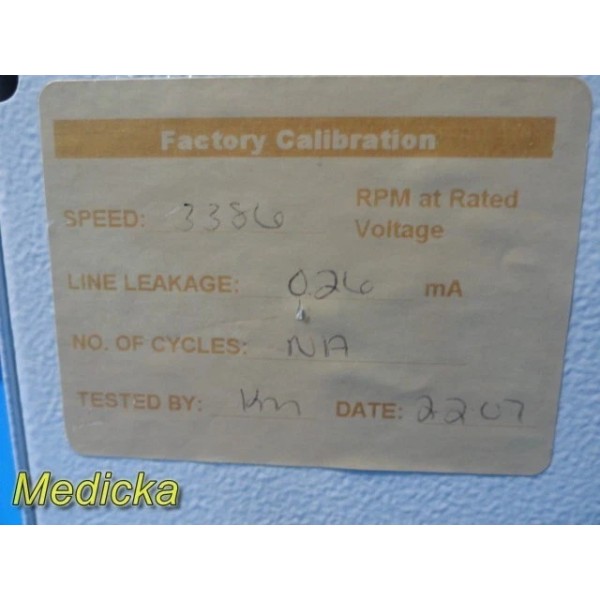 Factory Calibration
SPEED: 3386 RPM at Rated Voltage
LINE LEAKAGE: 0.26 mA
NO. OF CYCLES: NA
TESTED BY: Km DATE: 2207
Medicka